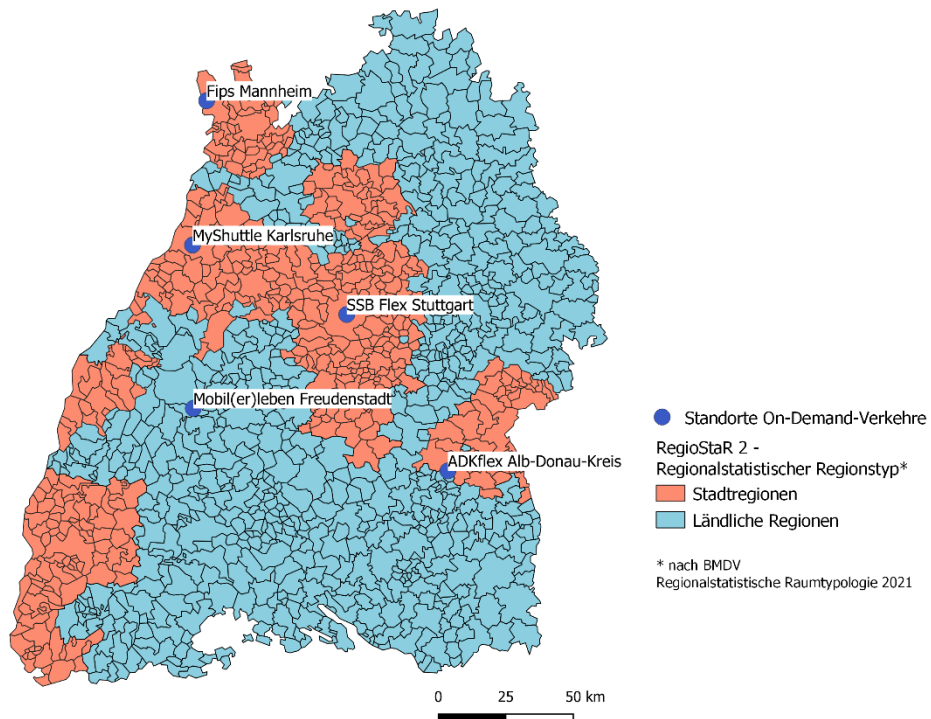 Fips Mannheim
MyShuttle Karlsruhe
SSB Flex Stuttgart
Mobil(er)leben Freudenstadt
ADKflex Alb-Donau-Kreis
Standorte On-Demand-Verkehre
RegioStaR 2 -
Regionalstatistischer Regionstyp*
Stadtregionen
Ländliche Regionen
* nach BMDV
Regionalstatistische Raumtypologie 2021
0 25 50 km